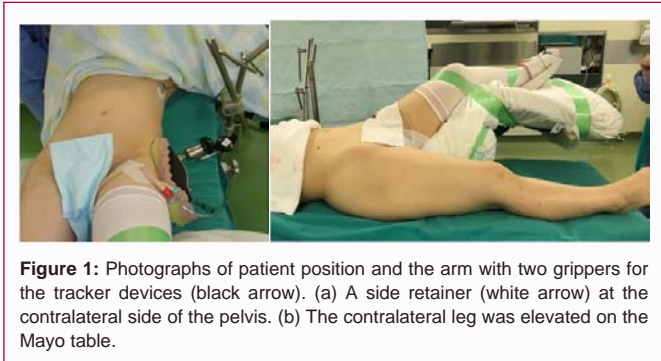 Figure 1: Photographs of patient position and the arm with two grippers for
the tracker devices (black arrow). (a) A side retainer (white arrow) at the
contralateral side of the pelvis. (b) The contralateral leg was elevated on the
Mayo table.